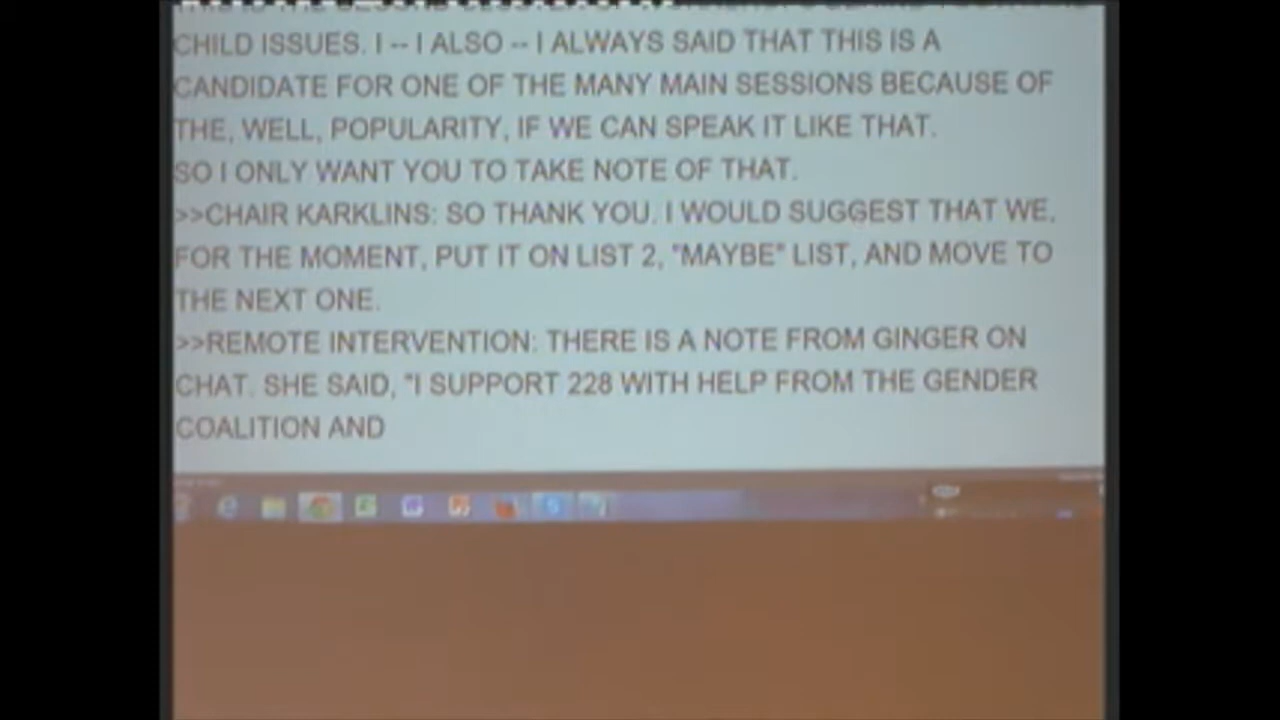 CHILD ISSUES. I -- I ALSO -- I ALWAYS SAID THAT THIS IS A
CANDIDATE FOR ONE OF THE MANY MAIN SESSIONS BECAUSE OF
THE, WELL, POPULARITY, IF WE CAN SPEAK IT LIKE THAT.
SO I ONLY WANT YOU TO TAKE NOTE OF THAT.
>>CHAIR KARKLINS: SO THANK YOU. I WOULD SUGGEST THAT WE,
FOR THE MOMENT, PUT IT ON LIST 2, "MAYBE" LIST, AND MOVE TO
THE NEXT ONE.
>>REMOTE INTERVENTION: THERE IS A NOTE FROM GINGER ON
CHAT. SHE SAID, "I SUPPORT 228 WITH HELP FROM THE GENDER
COALITION AND